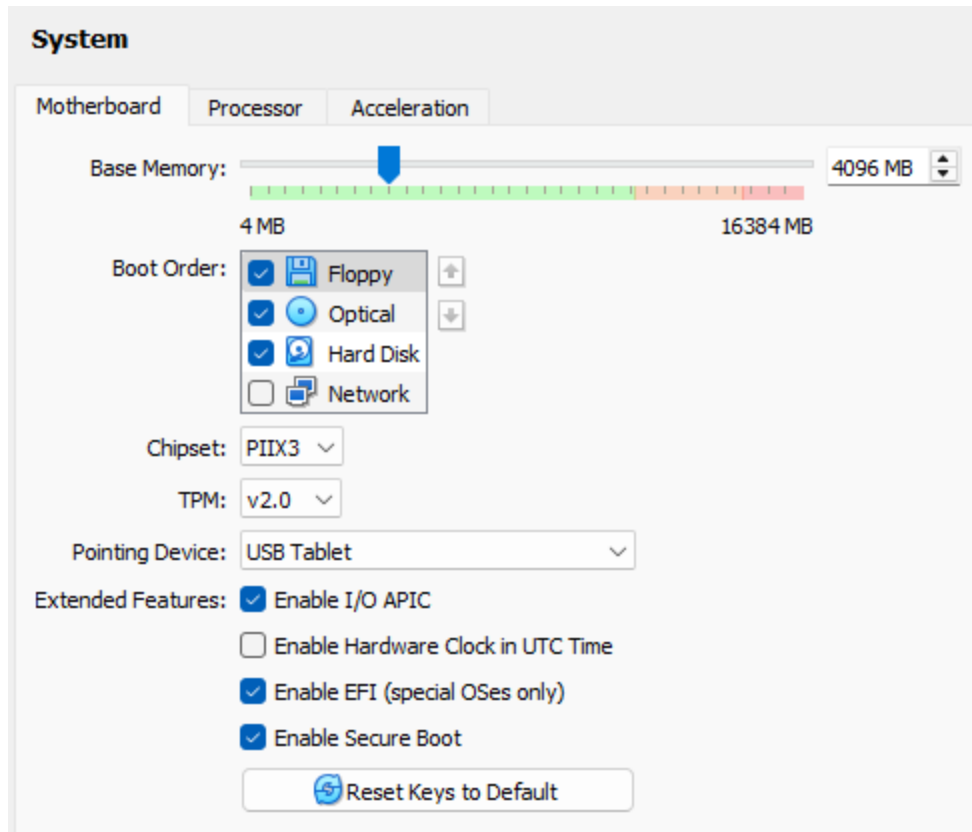 System
Motherboard Processor Acceleration
Base Memory: 4096 MB
4 MB 16384 MB
Boot Order: Floppy
Optical
Hard Disk
Network
Chipset: PIIX3
TPM: v2.0
Pointing Device: USB Tablet
Extended Features: Enable I/O APIC
Enable Hardware Clock in UTC Time
Enable EFI (special OSes only)
Enable Secure Boot
Reset Keys to Default